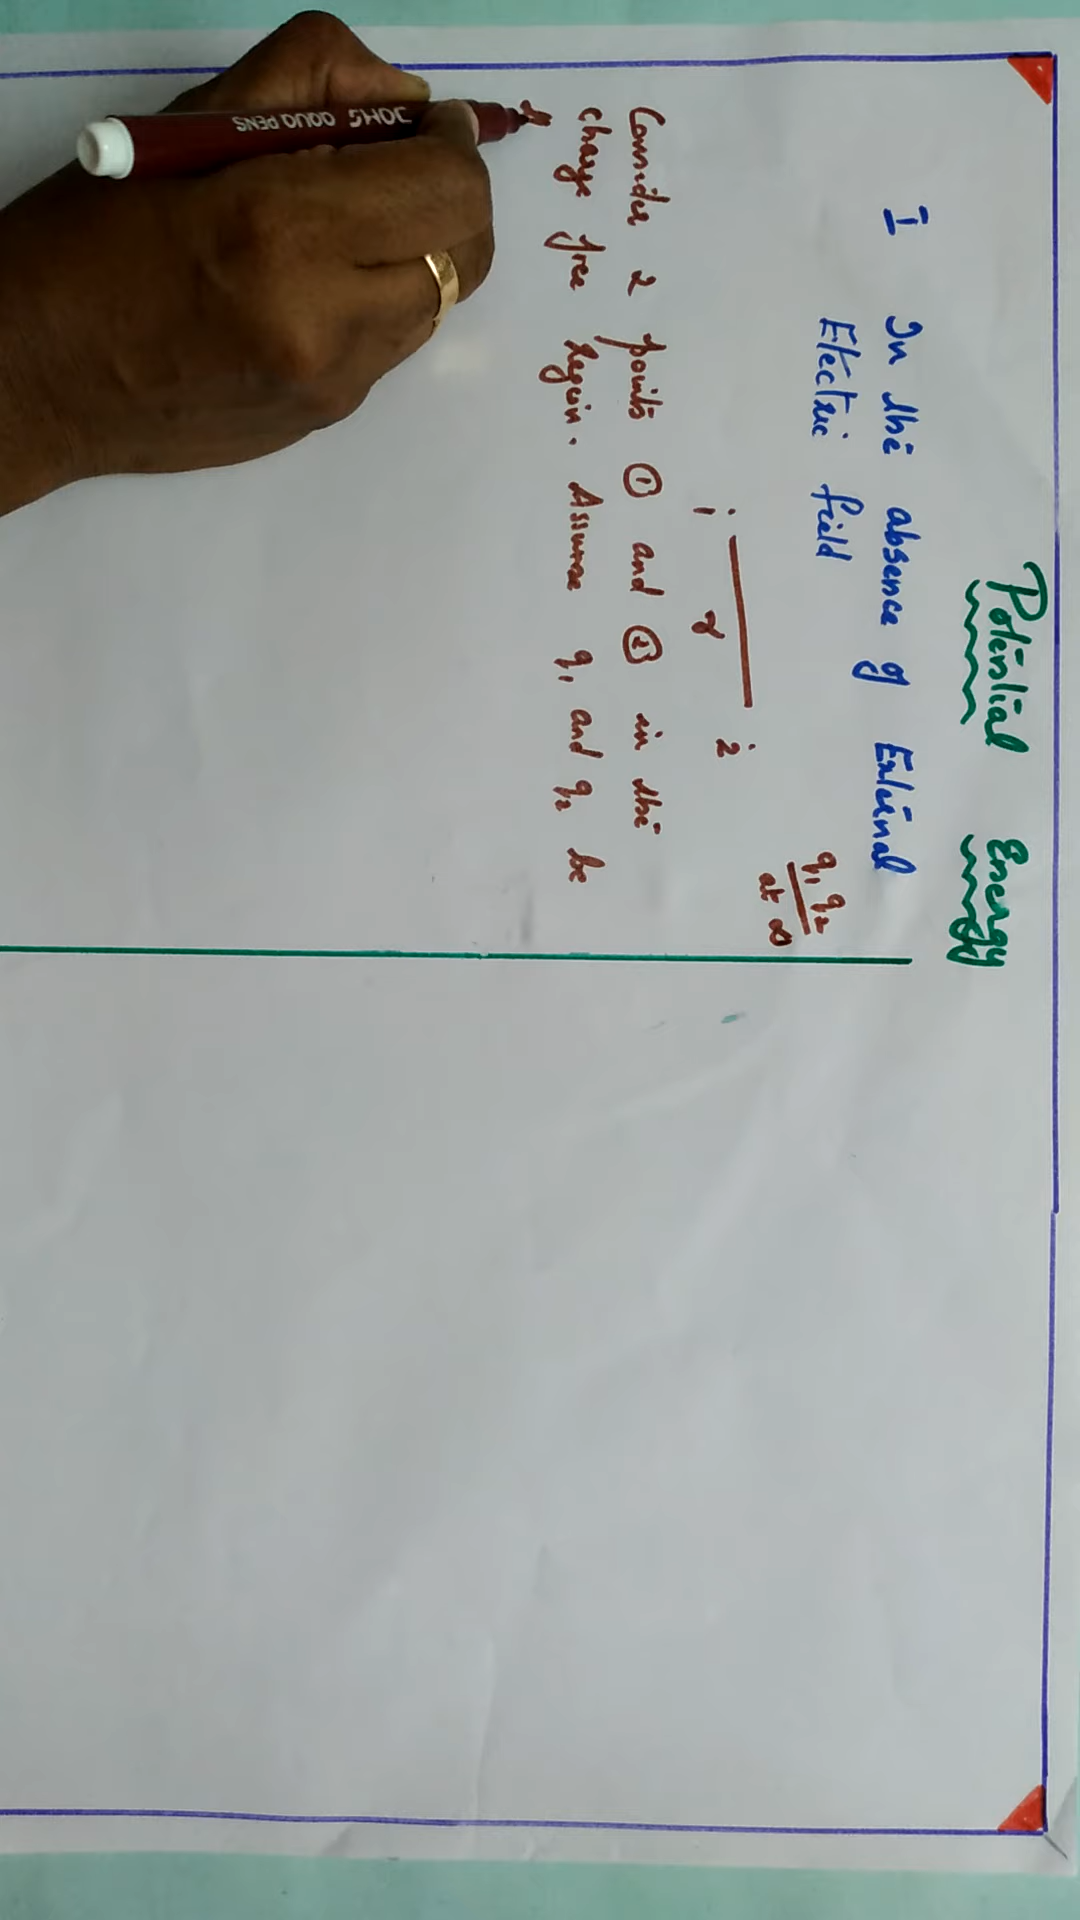 Potential Energy
I In the absence of External
Electric field
q1 q2
at ∞
1 2
r
Consider 2 points ① and ② in the
charge free region. Assume q1 and q2 be
JOMS AQUA PENS